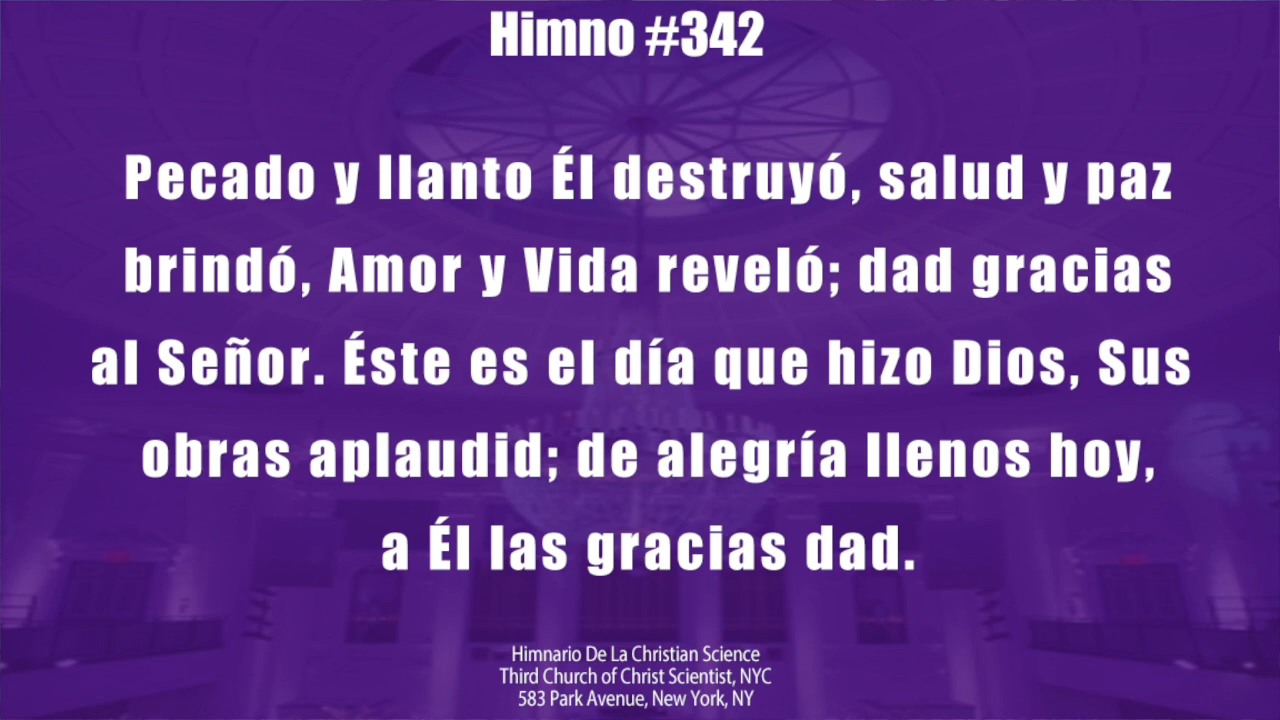 Himno #342
Pecado y llanto Él destruyó, salud y paz
brindó, Amor y Vida reveló; dad gracias
al Señor. Éste es el día que hizo Dios, Sus
obras aplaudid; de alegría llenos hoy,
a Él las gracias dad.
Himnario De La Christian Science
Third Church of Christ Scientist, NYC
583 Park Avenue, New York, NY